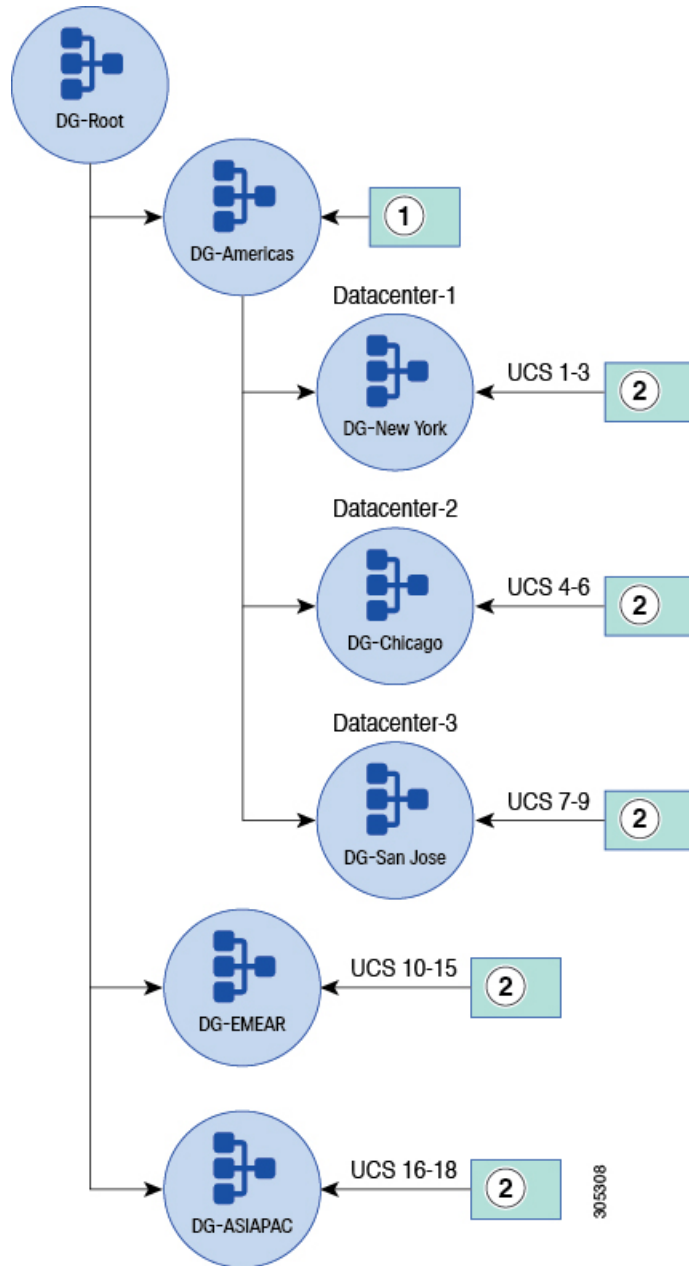 DG-Root
DG-Americas
1
Datacenter-1
DG-New York
UCS 1-3
2
Datacenter-2
DG-Chicago
UCS 4-6
2
Datacenter-3
DG-San Jose
UCS 7-9
2
DG-EMEAR
UCS 10-15
2
DG-ASIAPAC
UCS 16-18
2
305308